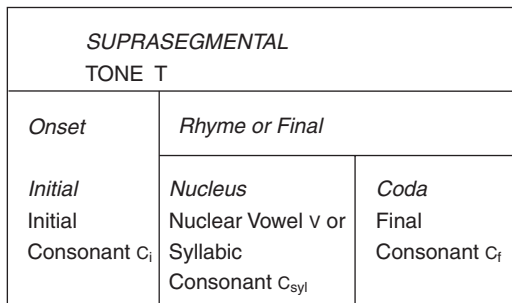 SUPRASEGMENTAL
TONE T
Onset
Rhyme or Final
Initial
Initial
Consonant Ci
Nucleus
Nuclear Vowel V or
Syllabic
Consonant Csyl
Coda
Final
Consonant Cf